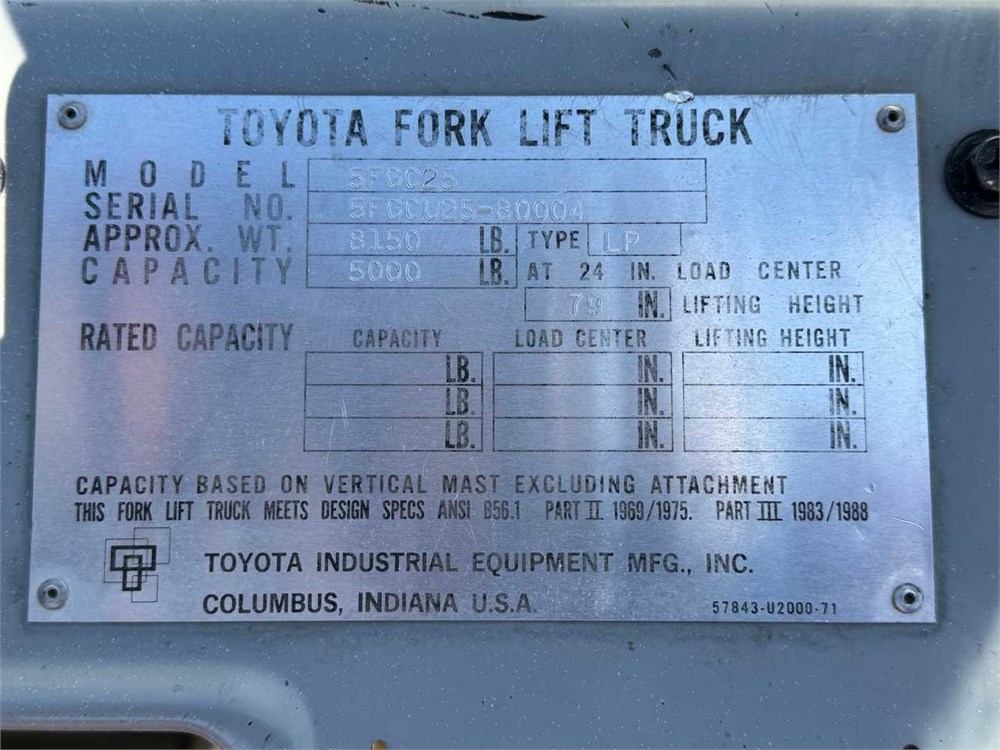 TOYOTA FORK LIFT TRUCK
MODEL 5FGC25
SERIAL NO. 5FGCU25-80004
APPROX. WT. 8150 LB. TYPE LP
CAPACITY 5000 LB. AT 24 IN. LOAD CENTER
79 IN. LIFTING HEIGHT
RATED CAPACITY CAPACITY LOAD CENTER LIFTING HEIGHT
LB. IN. IN.
LB. IN. IN.
LB. IN. IN.
CAPACITY BASED ON VERTICAL MAST EXCLUDING ATTACHMENT
THIS FORK LIFT TRUCK MEETS DESIGN SPECS ANSI B56.1 PART II 1969/1975. PART III 1983/1988
TOYOTA INDUSTRIAL EQUIPMENT MFG., INC.
COLUMBUS, INDIANA U.S.A.
57843-U2000-71